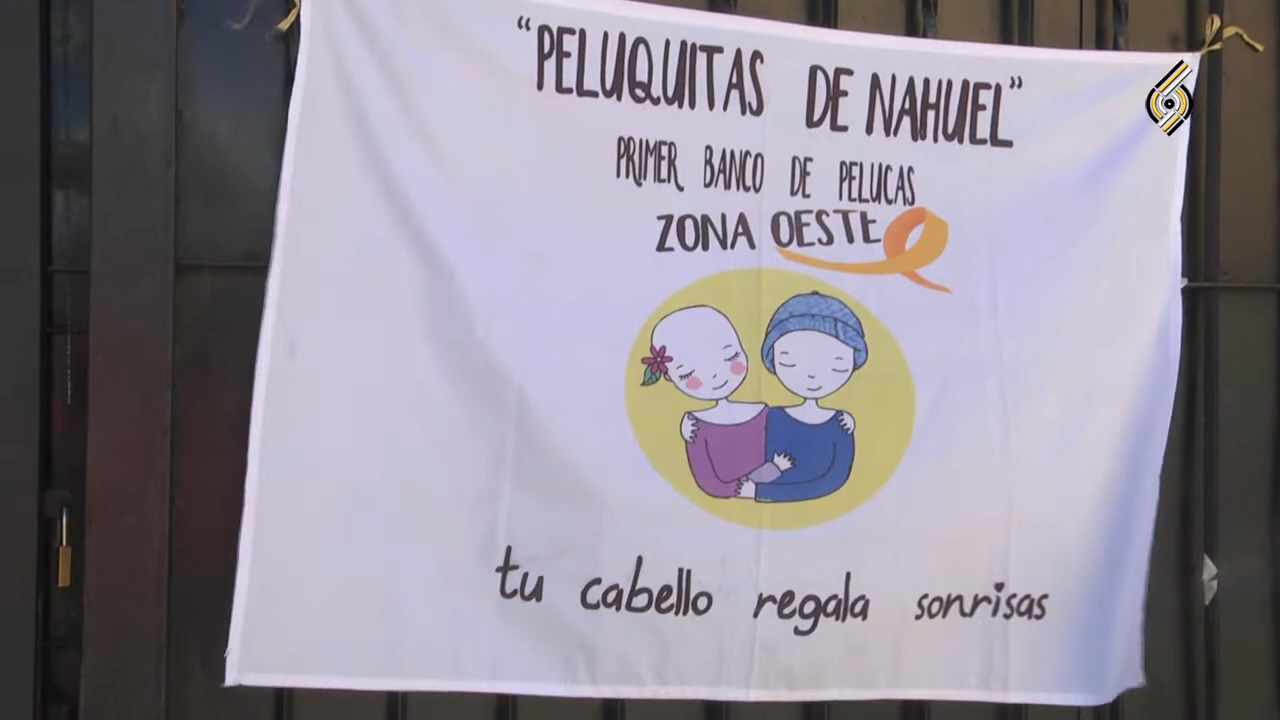 “PELUQUITAS DE NAHUEL”
PRIMER BANCO DE PELUCAS
ZONA OESTE
tu cabello regala sonrisas